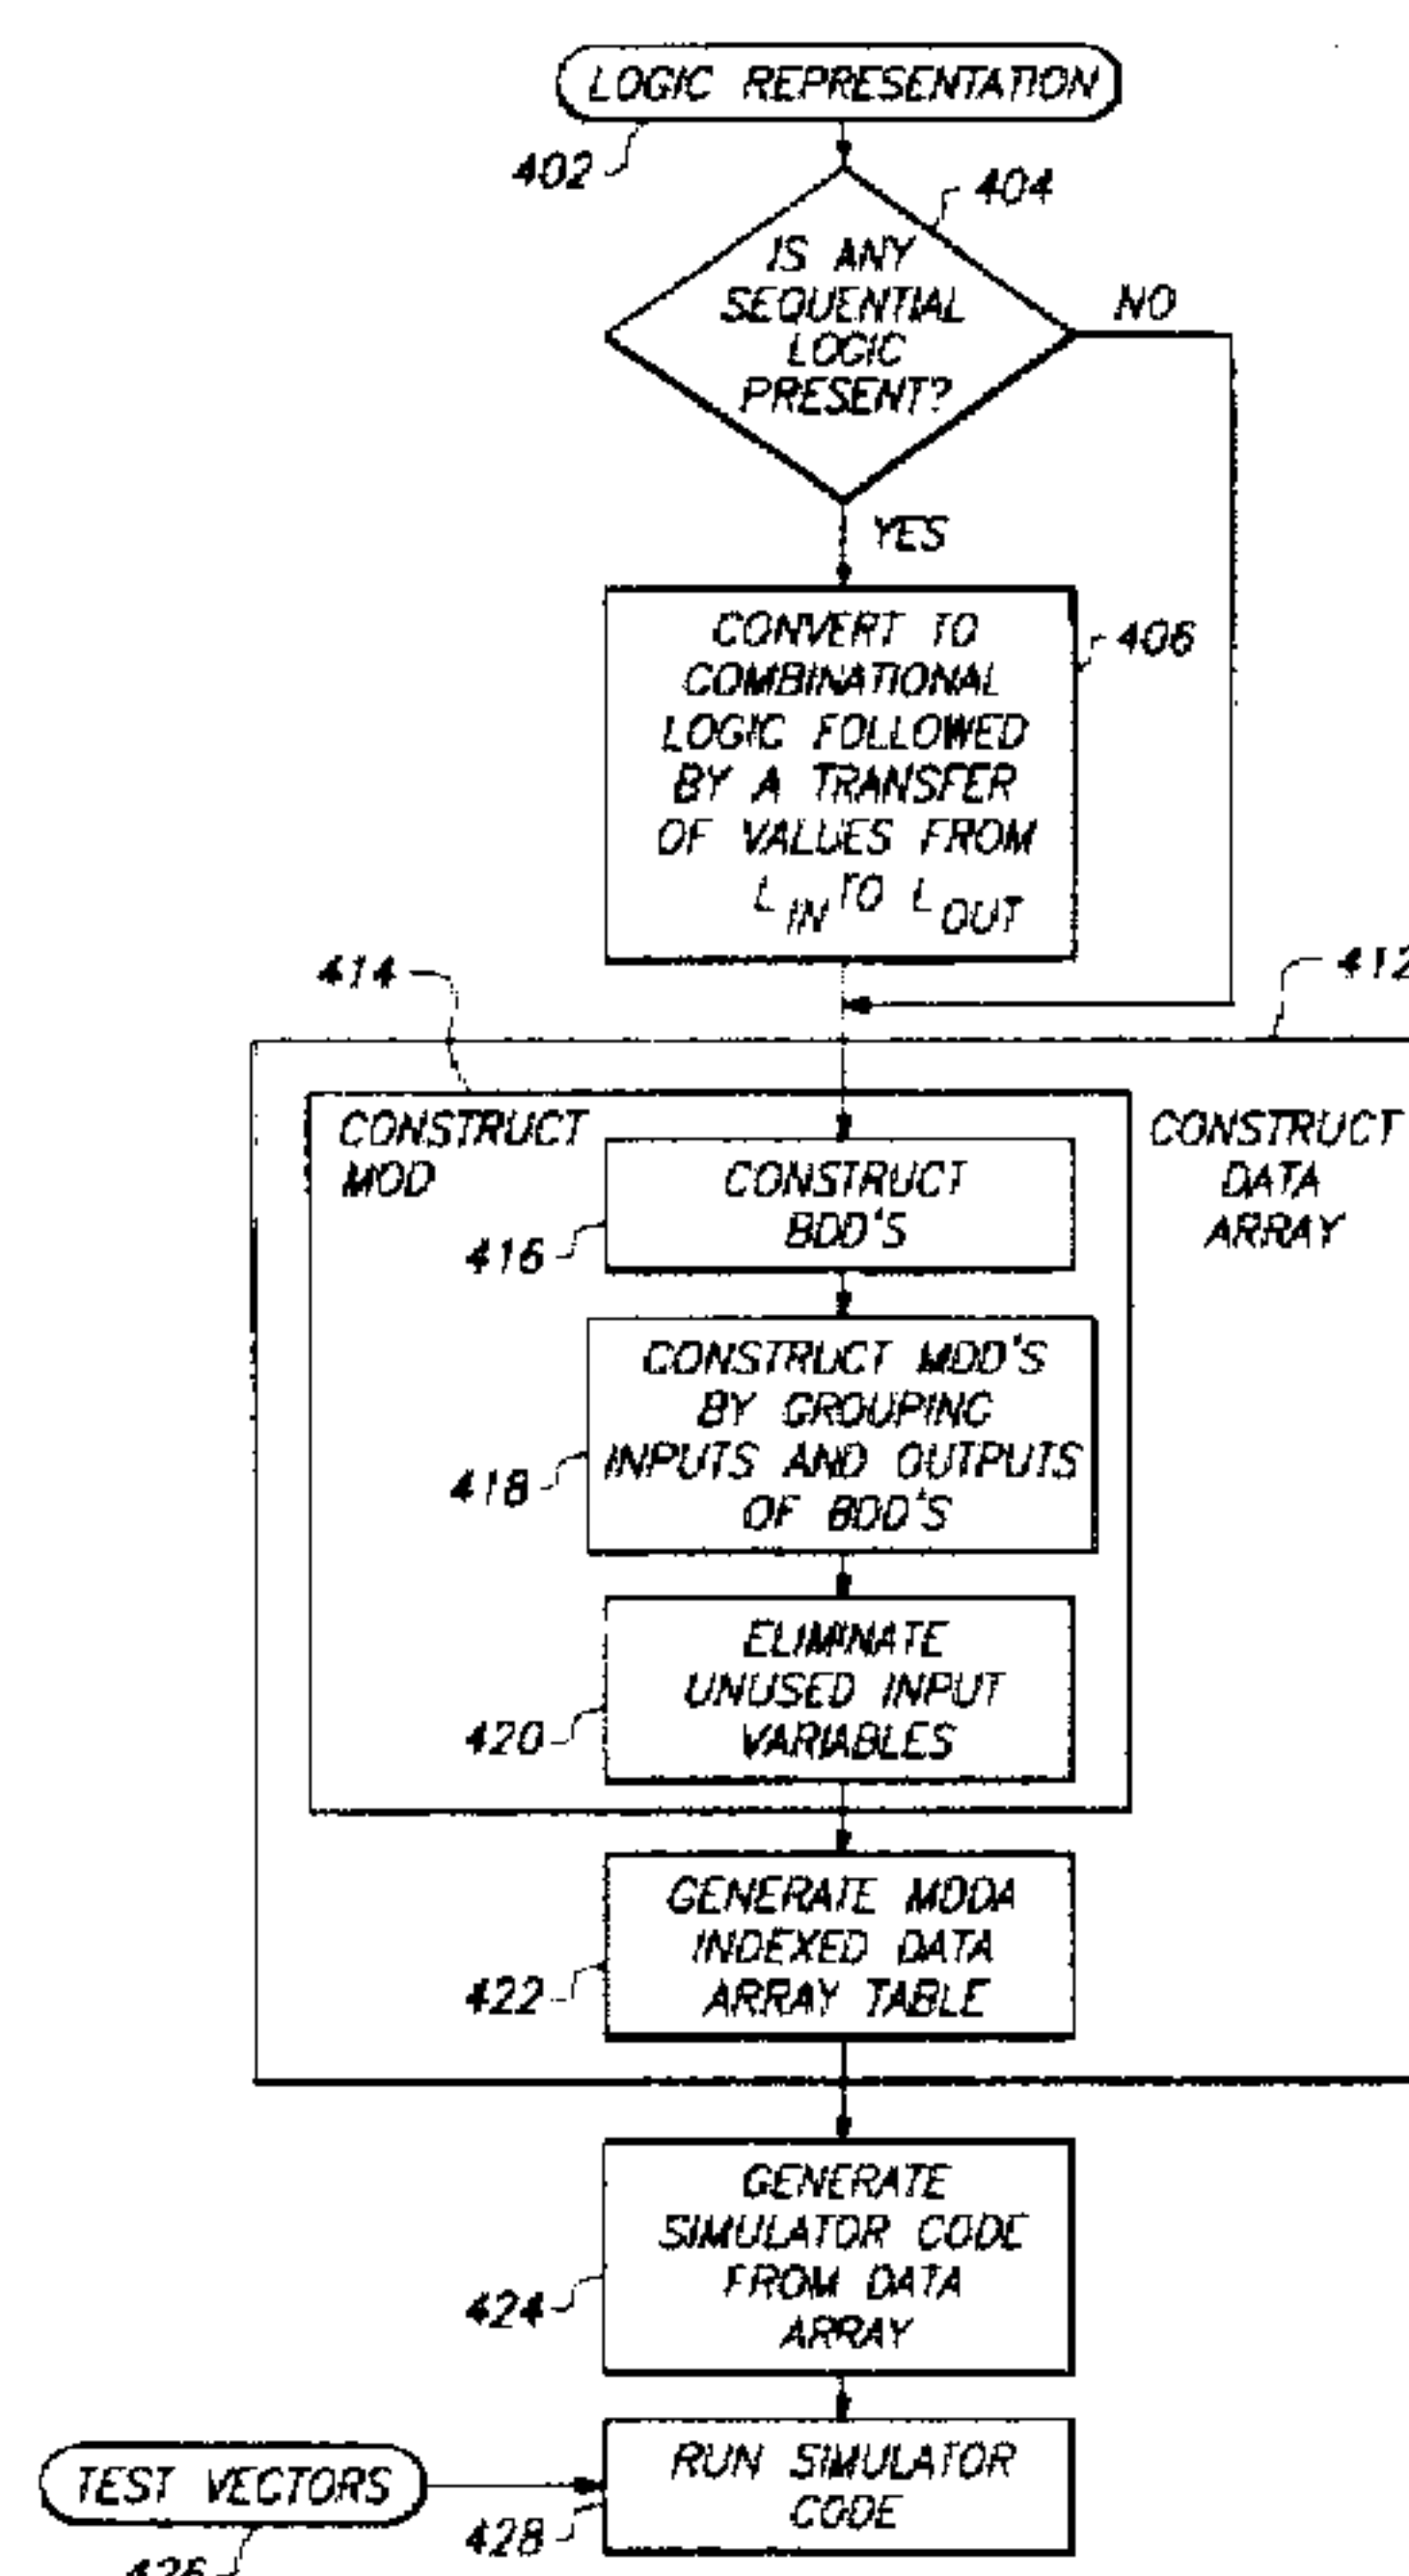 LOGIC REPRESENTATION
402
404
IS ANY
SEQUENTIAL
LOGIC
PRESENT?
NO
YES
CONVERT TO
COMBINATIONAL
LOGIC FOLLOWED
BY A TRANSFER
OF VALUES FROM
L IN TO L OUT
406
414
412
CONSTRUCT
MDD
CONSTRUCT
DATA
ARRAY
CONSTRUCT
BDD'S
416
CONSTRUCT MDD'S
BY GROUPING
INPUTS AND OUTPUTS
OF BDD'S
418
ELIMINATE
UNUSED INPUT
VARIABLES
420
GENERATE MDDA
INDEXED DATA
ARRAY TABLE
422
GENERATE
SIMULATOR CODE
FROM DATA
ARRAY
424
TEST VECTORS
RUN SIMULATOR
CODE
428
426